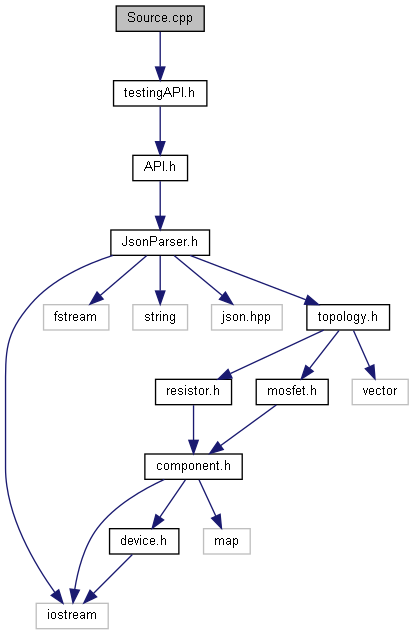 Source.cpp
testingAPI.h
API.h
JsonParser.h
fstream
string
json.hpp
topology.h
resistor.h
mosfet.h
vector
component.h
device.h
map
iostream